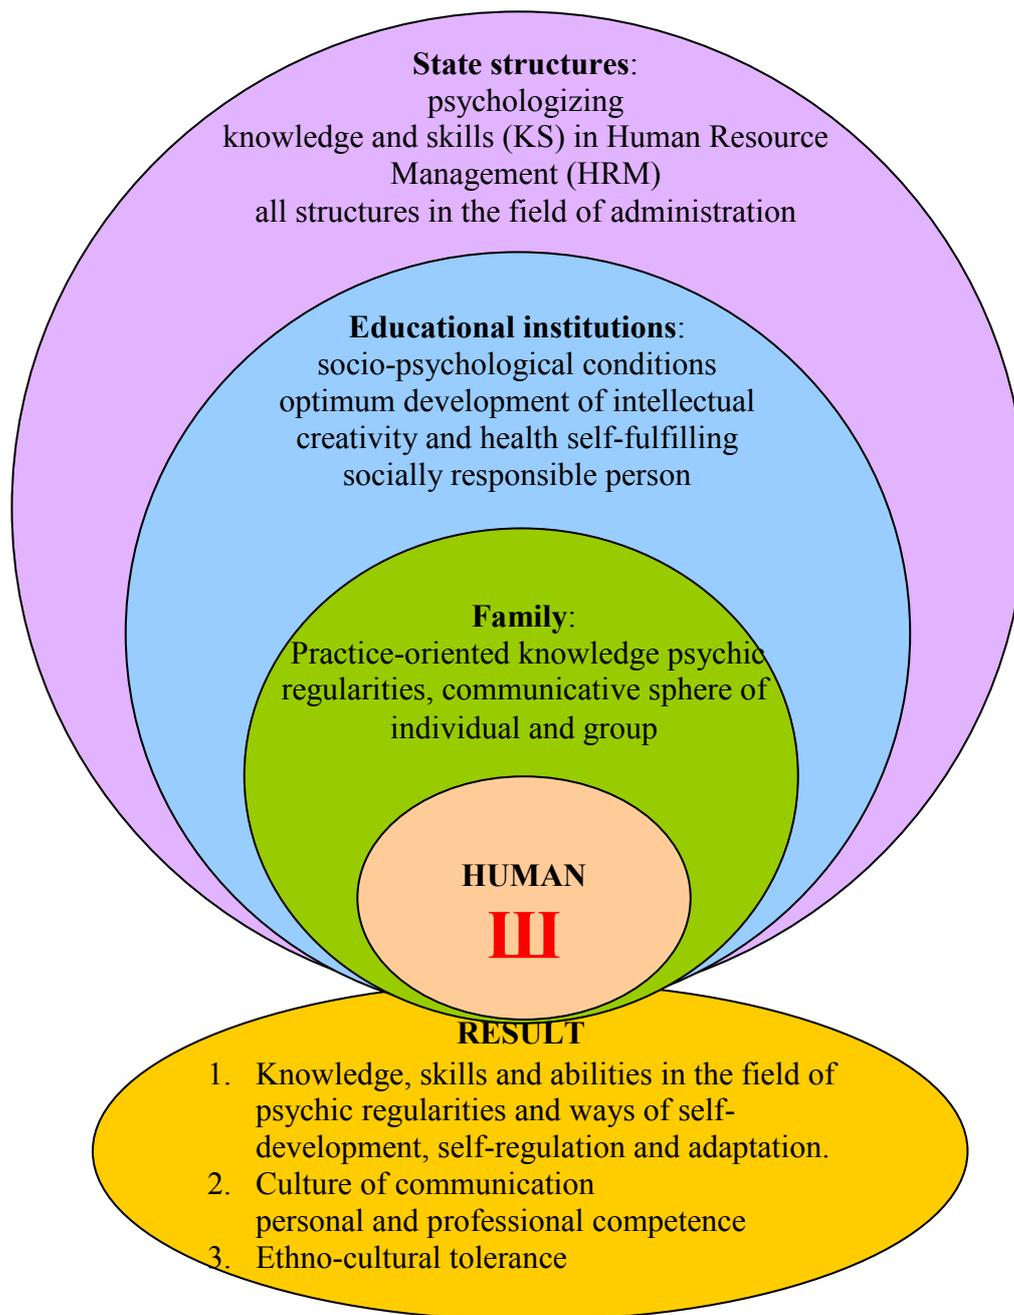 State structures:
psychologizing
knowledge and skills (KS) in Human Resource
Management (HRM)
all structures in the field of administration
Educational institutions:
socio-psychological conditions
optimum development of intellectual
creativity and health self-fulfilling
socially responsible person
Family:
Practice-oriented knowledge psychic
regularities, communicative sphere of
individual and group
HUMAN
III
RESULT
1. Knowledge, skills and abilities in the field of
psychic regularities and ways of self-
development, self-regulation and adaptation.
2. Culture of communication
personal and professional competence
3. Ethno-cultural tolerance